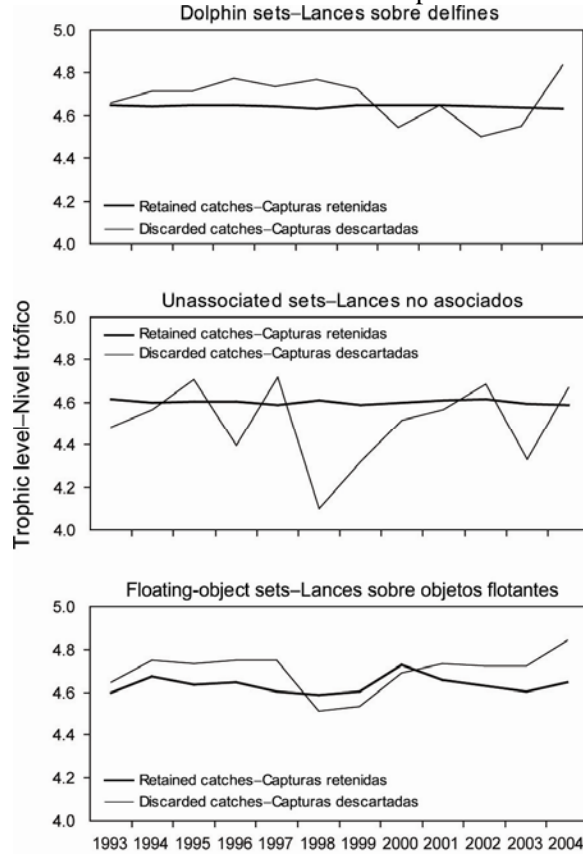 Dolphin sets–Lances sobre delfines
5.0
4.8
4.6
4.4
4.2
4.0
Retained catches–Capturas retenidas
Discarded catches–Capturas descartadas
Trophic level–Nivel trófico
Unassociated sets–Lances no asociados
5.0
4.8
4.6
4.4
4.2
4.0
Retained catches–Capturas retenidas
Discarded catches–Capturas descartadas
Floating-object sets–Lances sobre objetos flotantes
5.0
4.8
4.6
4.4
4.2
4.0
Retained catches–Capturas retenidas
Discarded catches–Capturas descartadas
1993 1994 1995 1996 1997 1998 1999 2000 2001 2002 2003 2004